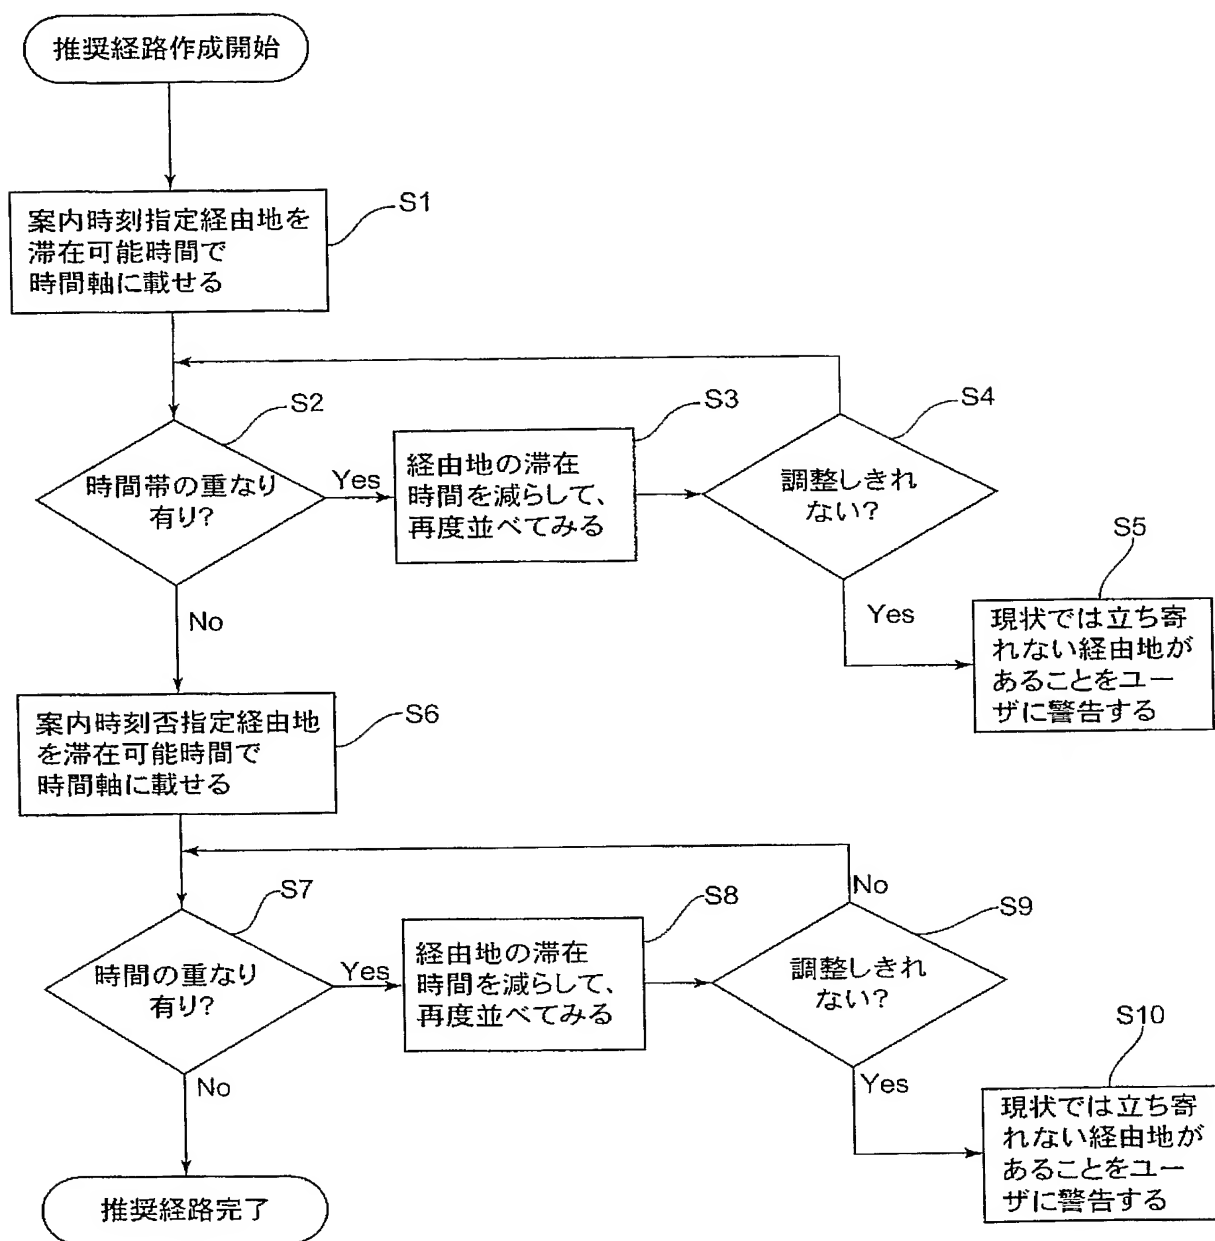 推奨経路作成開始
S1
案内時刻指定経由地を
滞在可能時間で
時間軸に載せる
S2
時間帯の重なり
有り?
Yes
S3
経由地の滞在
時間を減らして、
再度並べてみる
S4
調整しきれ
ない?
Yes
S5
現状では立ち寄
れない経由地が
あることをユー
ザに警告する
No
S6
案内時刻否指定経由地
を滞在可能時間で
時間軸に載せる
S7
時間の重なり
有り?
Yes
S8
経由地の滞在
時間を減らして、
再度並べてみる
No
S9
調整しきれ
ない?
Yes
S10
現状では立ち寄
れない経由地が
あることをユー
ザに警告する
No
推奨経路完了